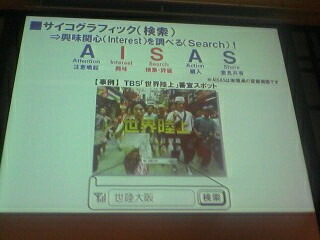 ■サイコグラフィック(検索)
⇒興味関心(Interest)を調べる(Search)!
A I S A S
Attention Interest Search Action Share
注意喚起 興味 検索・評価 購入 意見共有
【事例】TBS「世界陸上」番宣スポット
世界陸上
世陸大阪 検索